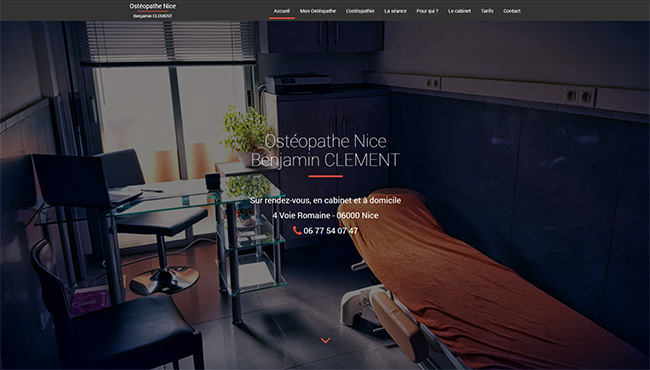 Ostéopathe Nice
Benjamin CLEMENT
Accueil Mon Ostéopathe L'ostéopathie La séance Pour qui ? Le cabinet Tarifs Contact
Ostéopathe Nice
Benjamin CLEMENT
Sur rendez-vous, en cabinet et à domicile
4 Voie Romaine - 06000 Nice
06 77 54 07 47